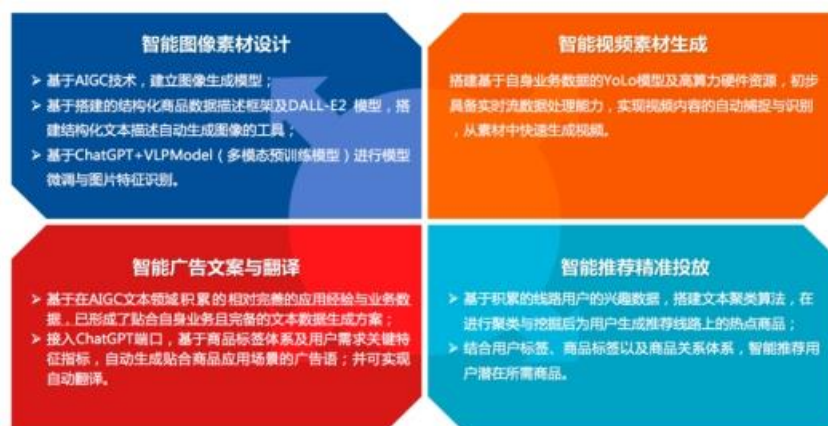 智能图像素材设计
➤ 基于AIGC技术，建立图像生成模型；
➤ 基于搭建的结构化商品数据描述框架及DALL-E2 模型，搭
建结构化文本描述自动生成图像的工具；
➤ 基于ChatGPT+VLPModel（多模态预训练模型）进行模型
微调与图片特征识别。
智能视频素材生成
搭建基于自身业务数据的YoLo模型及高算力硬件资源，初步
具备实时流数据处理能力，实现视频内容的自动捕捉与识别
，从素材中快速生成视频。
智能广告文案与翻译
➤ 基于在AIGC文本领域积累的相对完善的应用经验与业务数
据，已形成了贴合自身业务且完备的文本数据生成方案；
➤ 接入ChatGPT端口，基于商品标签体系及用户需求关键特
征指标，自动生成贴合商品应用场景的广告语；并可实现
自动翻译。
智能推荐精准投放
➤ 基于积累的线路用户的兴趣数据，搭建文本聚类算法，在
进行聚类与挖掘后为用户生成推荐线路上的热点商品；
➤ 结合用户标签、商品标签以及商品关系体系，智能推荐用
户潜在所需商品。